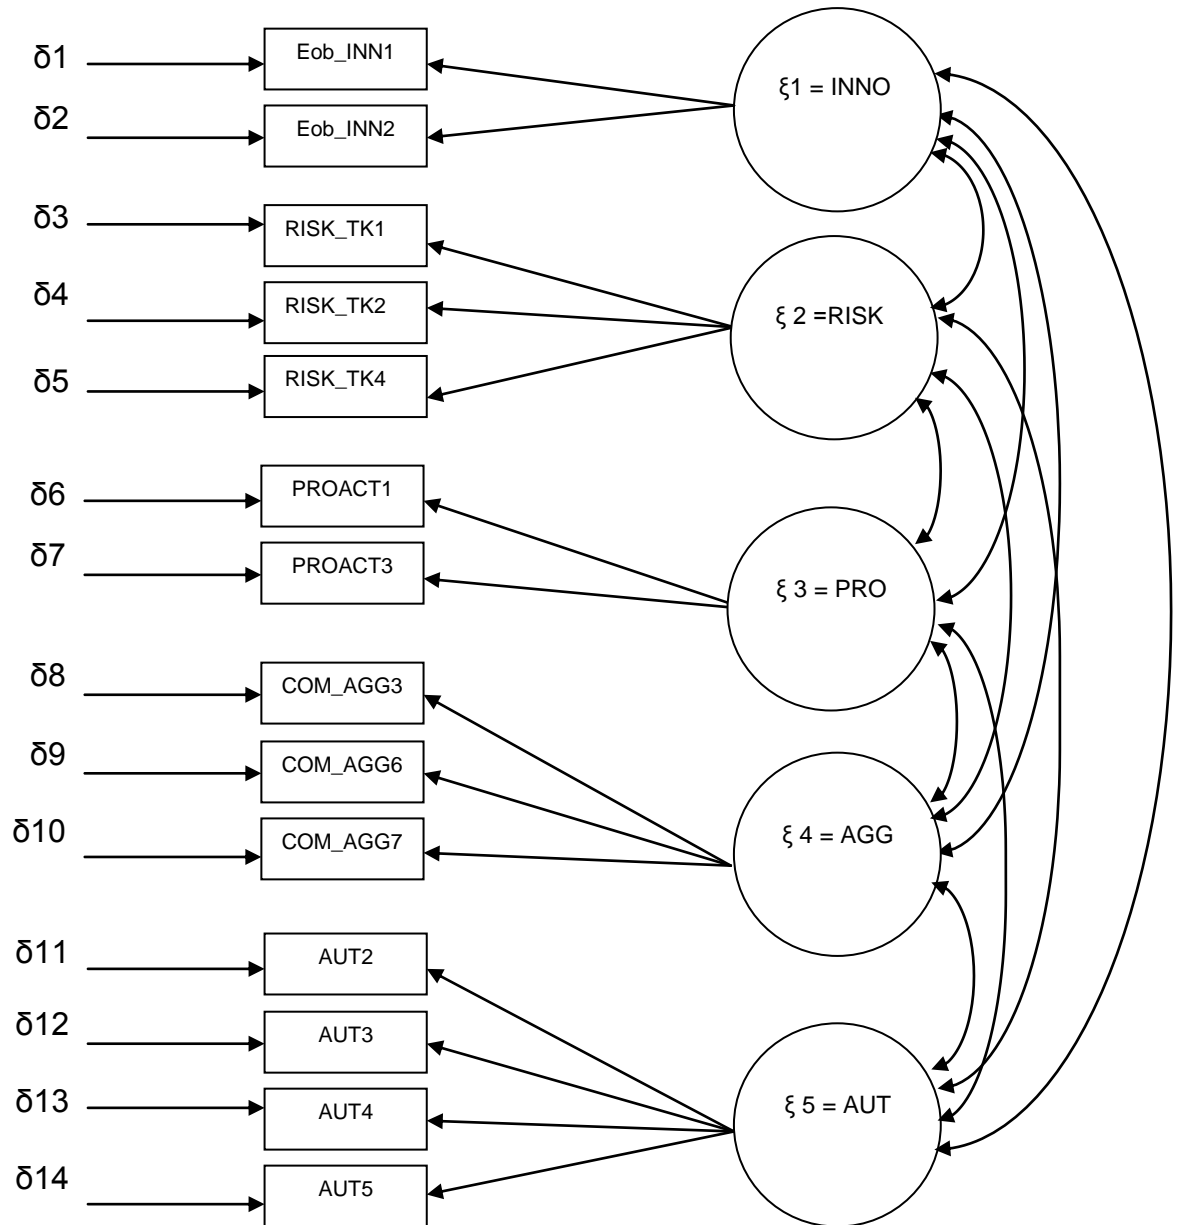 δ1
Eob_INN1
ξ1 = INNO
δ2
Eob_INN2
δ3
RISK_TK1
δ4
RISK_TK2
ξ 2 =RISK
δ5
RISK_TK4
δ6
PROACT1
δ7
PROACT3
ξ 3 = PRO
δ8
COM_AGG3
δ9
COM_AGG6
δ10
COM_AGG7
ξ 4 = AGG
δ11
AUT2
δ12
AUT3
δ13
AUT4
ξ 5 = AUT
δ14
AUT5